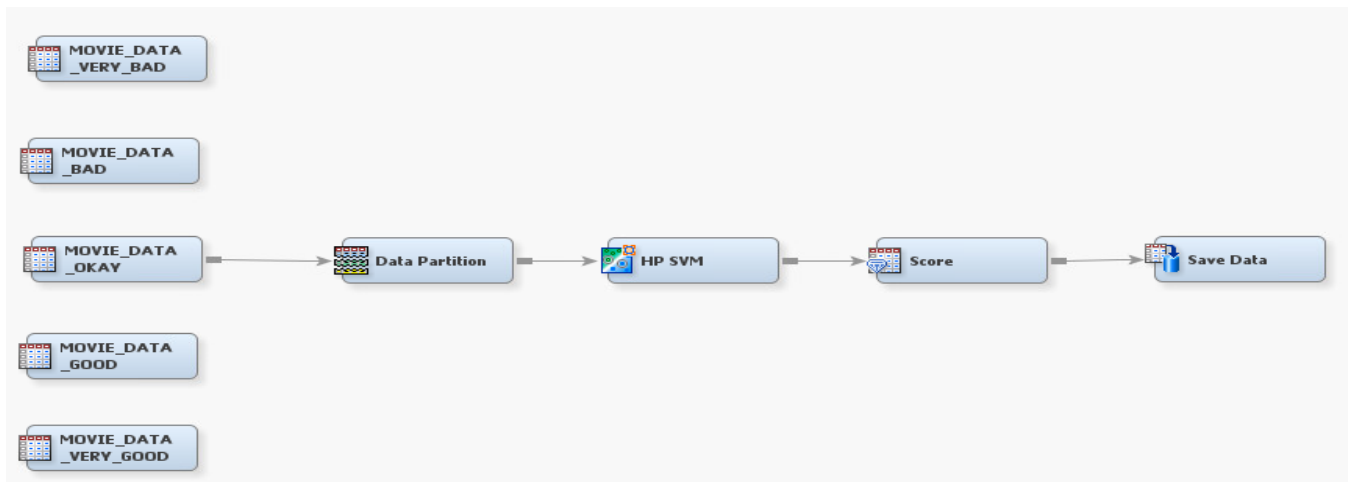 MOVIE_DATA
_VERY_BAD
MOVIE_DATA
_BAD
MOVIE_DATA
_OKAY
Data Partition
HP SVM
Score
Save Data
MOVIE_DATA
_GOOD
MOVIE_DATA
_VERY_GOOD